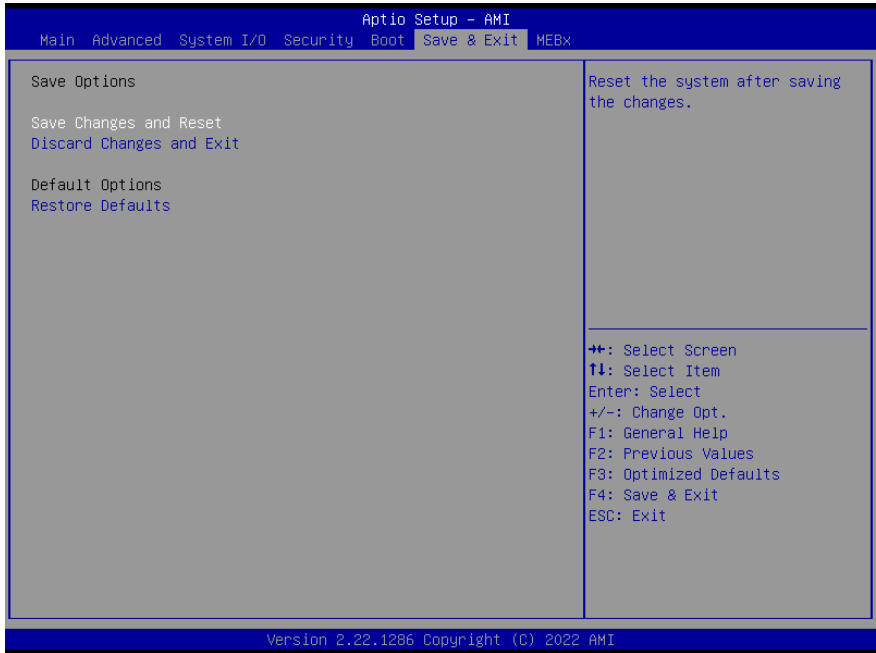 Aptio Setup – AMI
Main Advanced System I/O Security Boot Save & Exit MEBx
Save Options
Save Changes and Reset
Discard Changes and Exit
Default Options
Restore Defaults
Reset the system after saving
the changes.
→←: Select Screen
↑↓: Select Item
Enter: Select
+/-: Change Opt.
F1: General Help
F2: Previous Values
F3: Optimized Defaults
F4: Save & Exit
ESC: Exit
Version 2.22.1286 Copyright (C) 2022 AMI